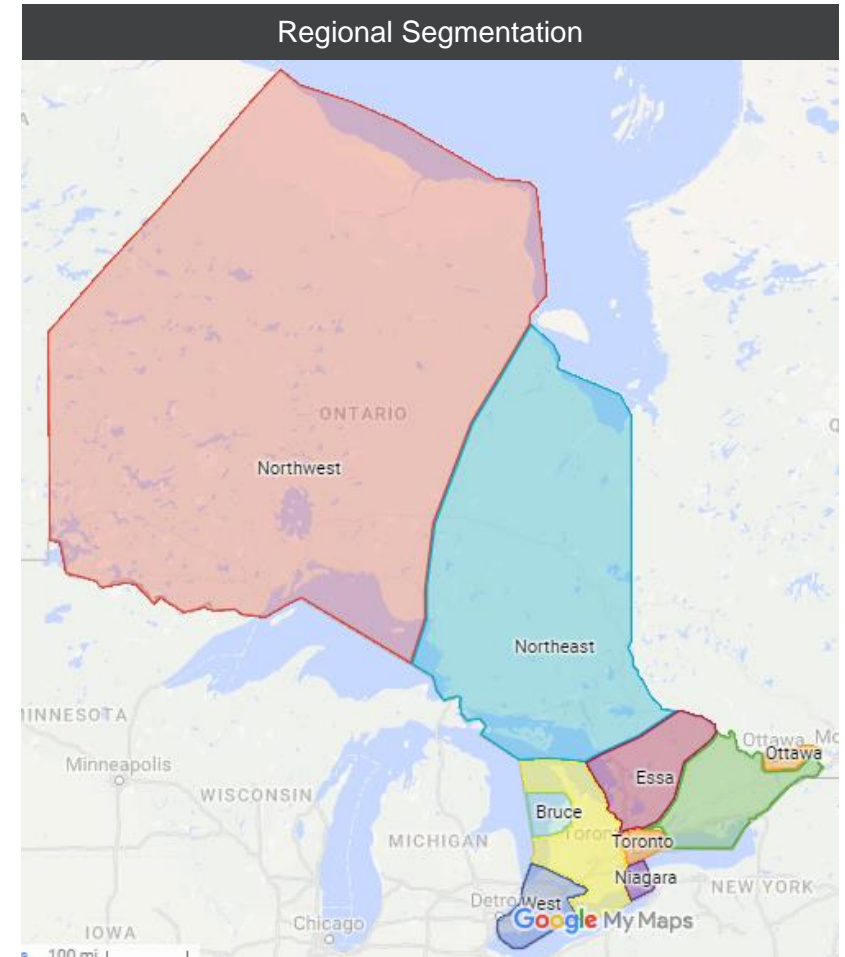 Regional Segmentation
ONTARIO
Northwest
Northeast
MINNESOTA
Minneapolis
Ottawa
Ottawa
Essa
WISCONSIN
Bruce
MICHIGAN
Toronto
Niagara
NEW YORK
West
Google My Maps
Chicago
IOWA
100 mi